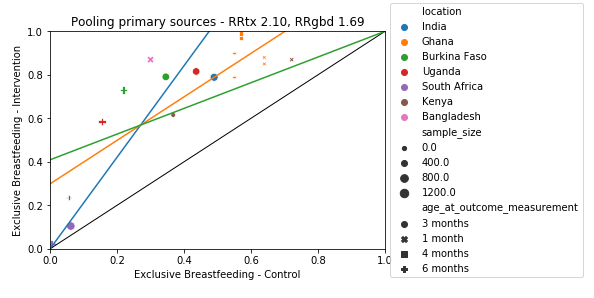 Pooling primary sources - RRtx 2.10, RRgbd 1.69
Exclusive Breastfeeding - Intervention
1.0
0.8
0.6
0.4
0.2
0.0
0.0
0.2
0.4
0.6
0.8
1.0
Exclusive Breastfeeding - Control
location
India
Ghana
Burkina Faso
Uganda
South Africa
Kenya
Bangladesh
sample_size
0.0
400.0
800.0
1200.0
age_at_outcome_measurement
3 months
1 month
4 months
6 months